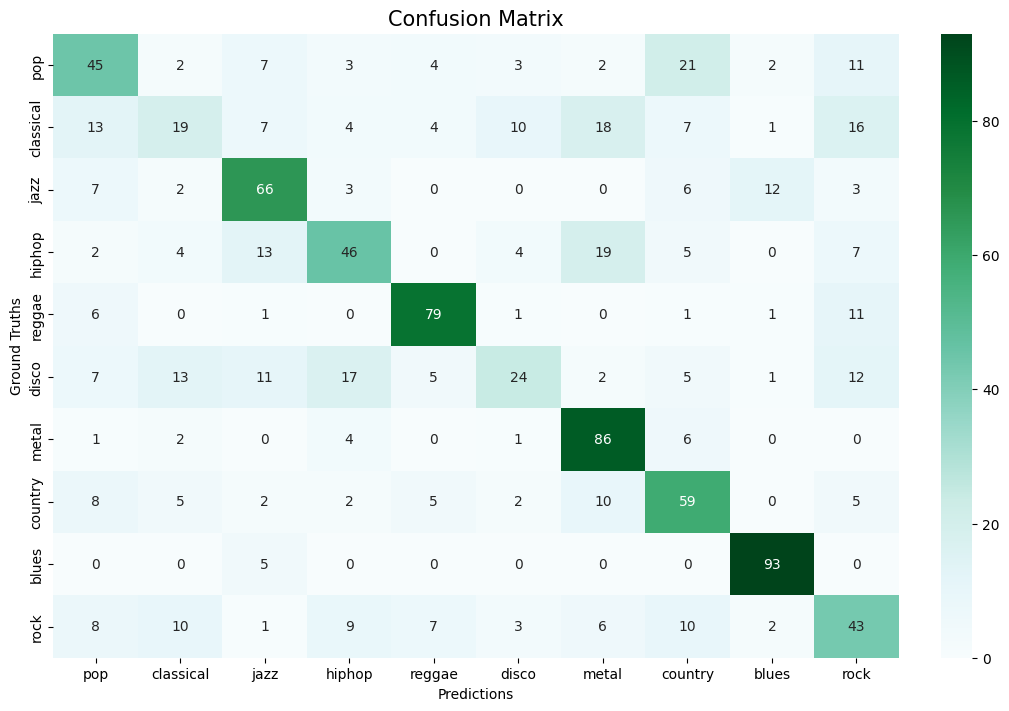 Confusion Matrix
Ground Truths
pop 45 2 7 3 4 3 2 21 2 11
classical 13 19 7 4 4 10 18 7 1 16
jazz 7 2 66 3 0 0 0 6 12 3
hiphop 2 4 13 46 0 4 19 5 0 7
reggae 6 0 1 0 79 1 0 1 1 11
disco 7 13 11 17 5 24 2 5 1 12
metal 1 2 0 4 0 1 86 6 0 0
country 8 5 2 2 5 2 10 59 0 5
blues 0 0 5 0 0 0 0 0 93 0
rock 8 10 1 9 7 3 6 10 2 43
pop classical jazz hiphop reggae disco metal country blues rock
Predictions
80
60
40
20
0